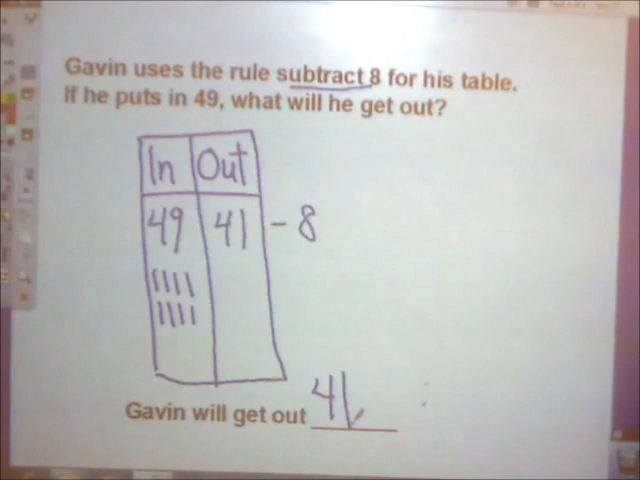 Gavin uses the rule subtract 8 for his table.
If he puts in 49, what will he get out?
In Out
49 41 - 8
Gavin will get out 41